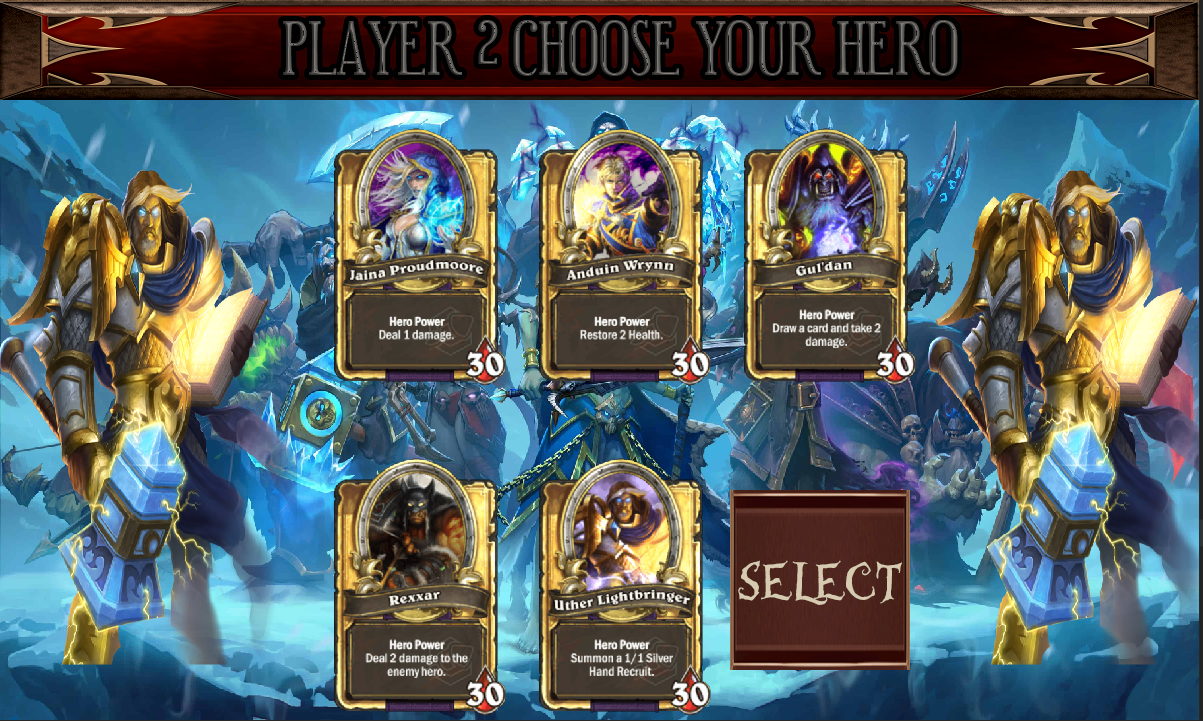 PLAYER 2 CHOOSE YOUR HERO
Jaina Proudmoore
Hero Power
Deal 1 damage.
30
Anduin Wrynn
Hero Power
Restore 2 Health.
30
Gul'dan
Hero Power
Draw a card and take 2
damage.
30
Rexxar
Hero Power
Deal 2 damage to the
enemy hero.
30
Uther Lightbringer
Hero Power
Summon a 1/1 Silver
Hand Recruit.
30
SELECT